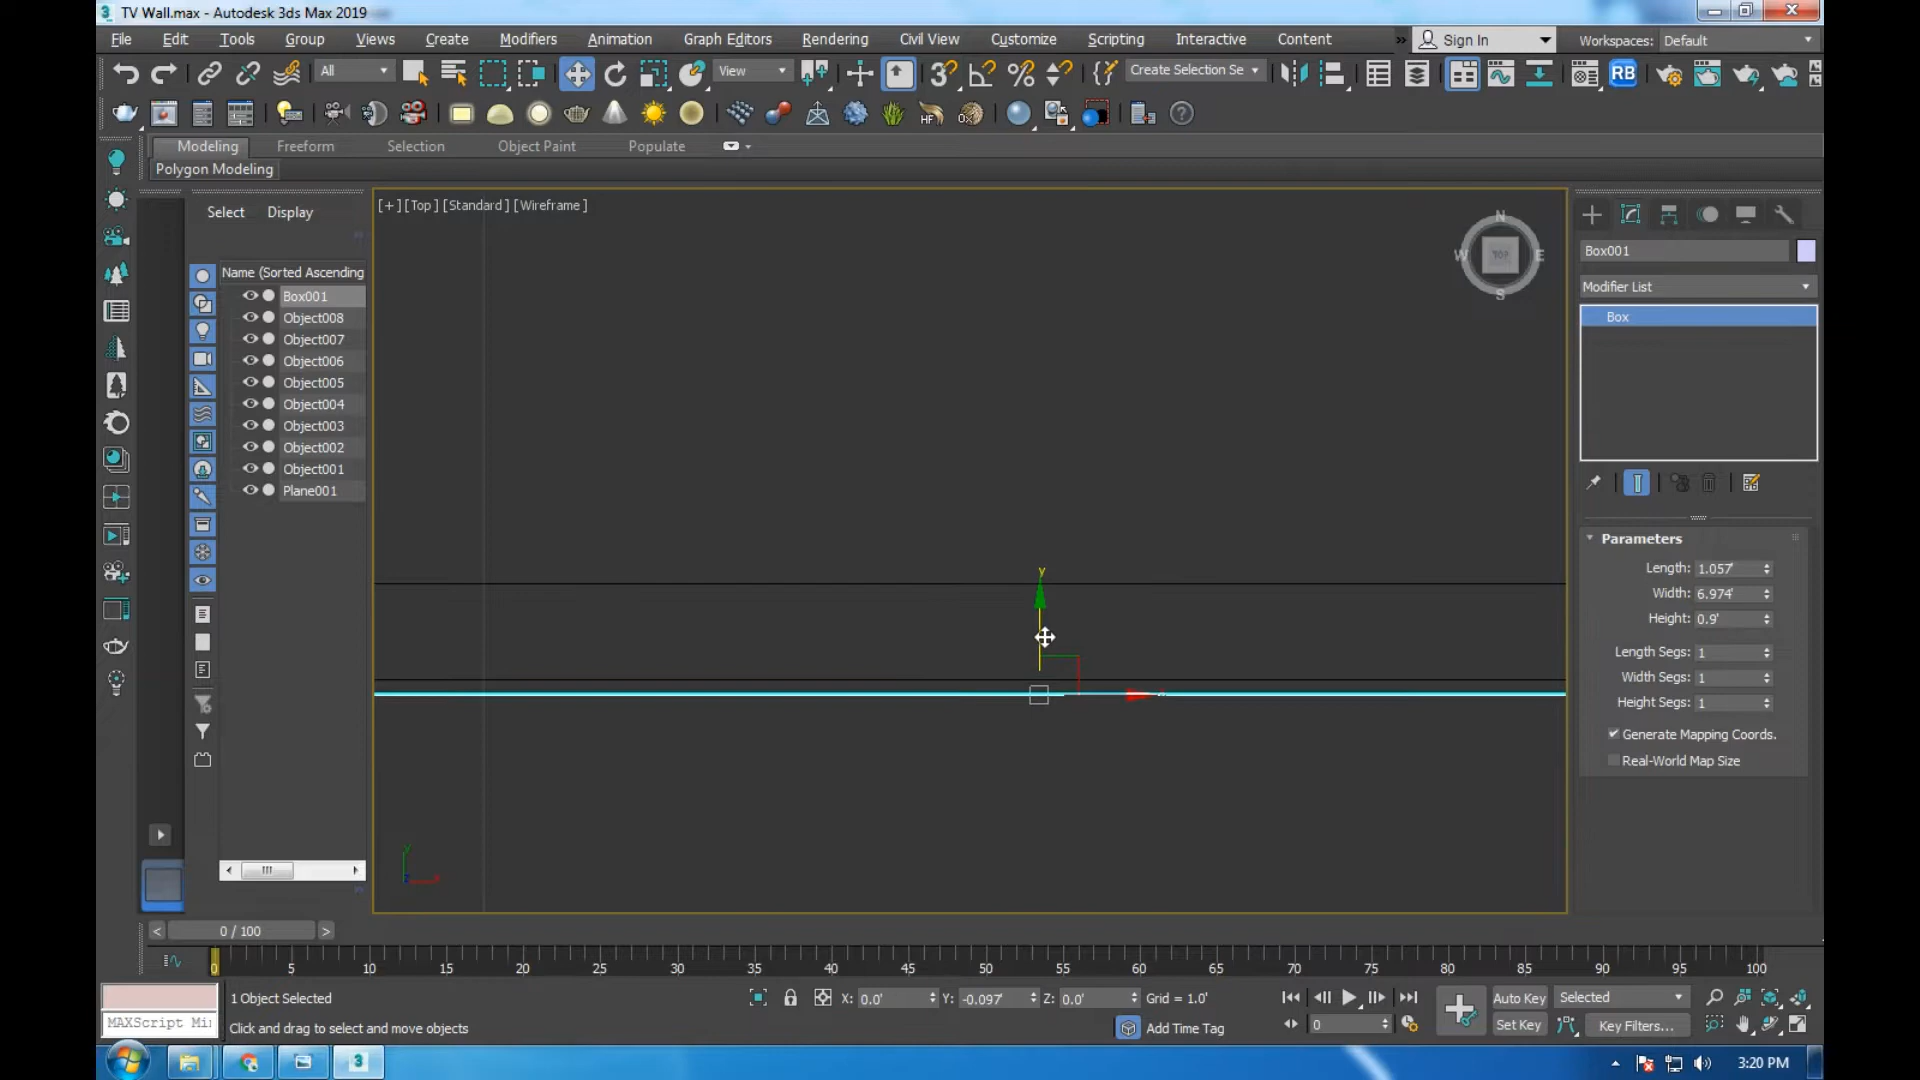 TV Wall.max - Autodesk 3ds Max 2019
File Edit Tools Group Views Create Modifiers Animation Graph Editors Rendering Civil View Customize Scripting Interactive Content » Sign In Workspaces: Default
All View Create Selection Se RB
HF
Modeling Freeform Selection Object Paint Populate
Polygon Modeling
Select Display
[+] [Top ] [Standard ] [Wireframe ]
N
W TOP E
S
Name (Sorted Ascending
Box001
Object008
Object007
Object006
Object005
Object004
Object003
Object002
Object001
Plane001
Box001
Modifier List
Box
Parameters
Length: 1.057'
Width: 6.974'
Height: 0.9'
Length Segs: 1
Width Segs: 1
Height Segs: 1
Generate Mapping Coords.
Real-World Map Size
y
x
y
z x
< 0 / 100 >
0 5 10 15 20 25 30 35 40 45 50 55 60 65 70 75 80 85 90 95 100
1 Object Selected X: 0.0' Y: -0.097' Z: 0.0' Grid = 1.0' Auto Key Selected
MAXScript Mi Click and drag to select and move objects Add Time Tag 0 Set Key Key Filters...
3:20 PM